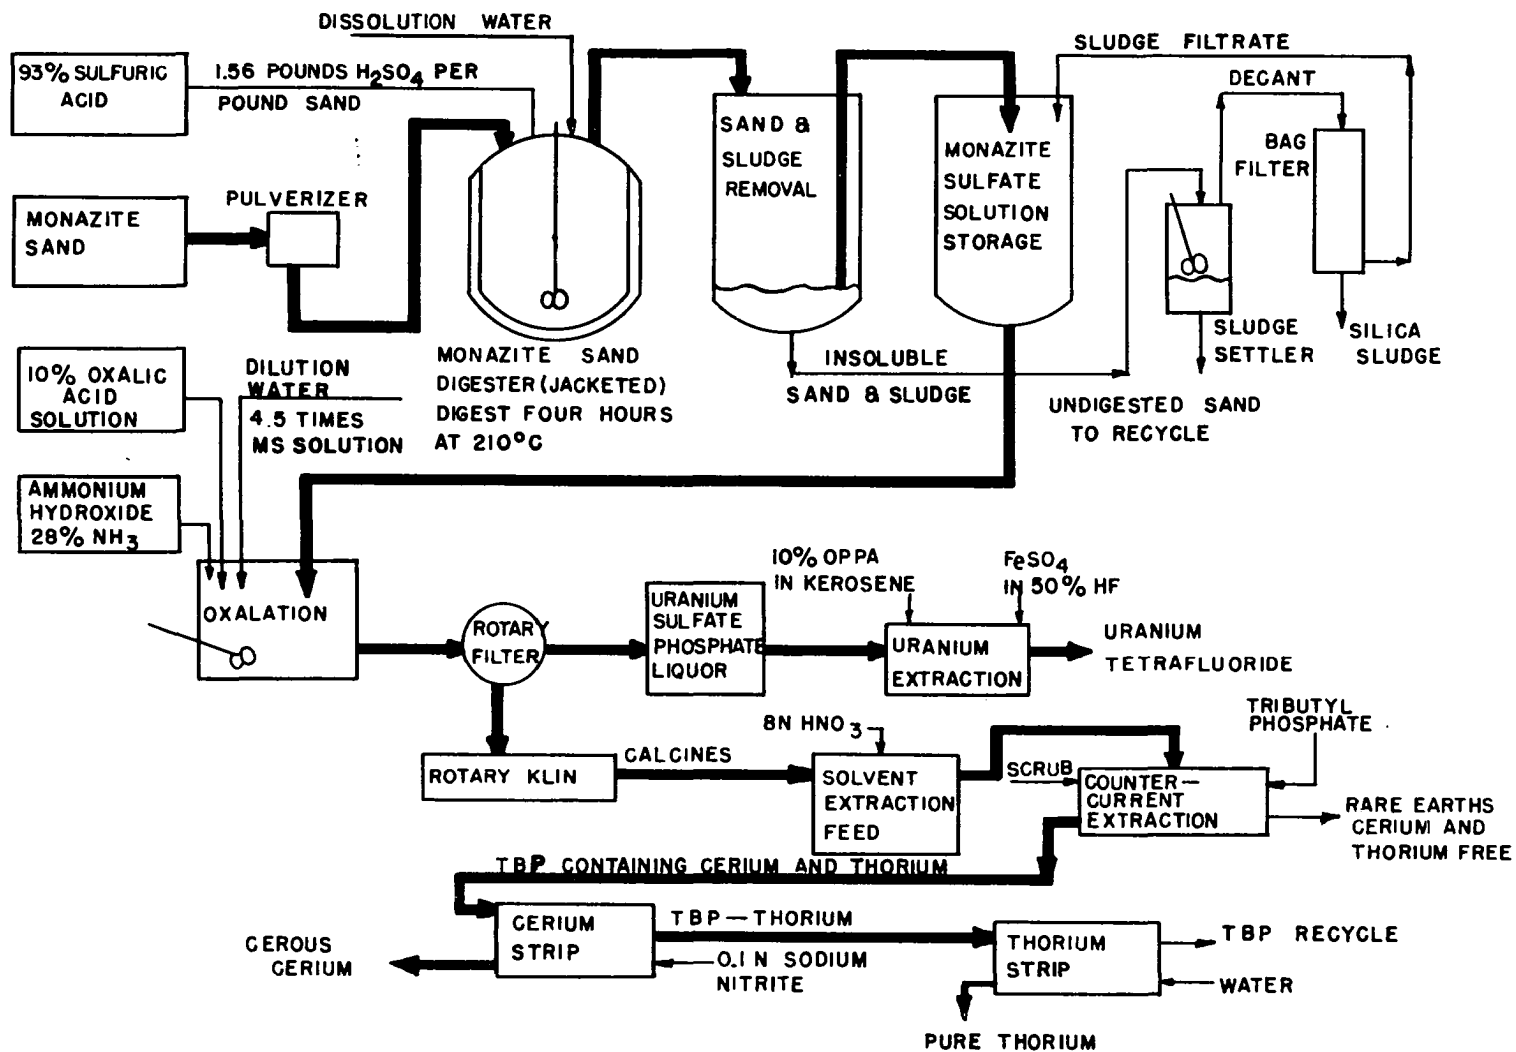 DISSOLUTION WATER
93% SULFURIC
ACID
1.56 POUNDS H2SO4 PER
POUND SAND
SLUDGE FILTRATE
DECANT
PULVERIZER
MONAZITE
SAND
SAND &
SLUDGE
REMOVAL
MONAZITE
SULFATE
SOLUTION
STORAGE
BAG
FILTER
MONAZITE SAND
DIGESTER (JACKETED)
DIGEST FOUR HOURS
AT 210°C
INSOLUBLE
SAND & SLUDGE
SLUDGE
SETTLER
SILICA
SLUDGE
UNDIGESTED SAND
TO RECYCLE
10% OXALIC
ACID
SOLUTION
DILUTION
WATER
4.5 TIMES
MS SOLUTION
AMMONIUM
HYDROXIDE
28% NH3
OXALATION
ROTARY
FILTER
URANIUM
SULFATE
PHOSPHATE
LIQUOR
10% OPPA
IN KEROSENE
FeSO4
IN 50% HF
URANIUM
EXTRACTION
URANIUM
TETRAFLUORIDE
ROTARY KLIN
CALCINES
8N HNO3
SOLVENT
EXTRACTION
FEED
SCRUB
COUNTER-
CURRENT
EXTRACTION
TRIBUTYL
PHOSPHATE
RARE EARTHS
CERIUM AND
THORIUM FREE
TBP CONTAINING CERIUM AND THORIUM
CERIUM
STRIP
CEROUS
CERIUM
TBP-THORIUM
0.1 N SODIUM
NITRITE
THORIUM
STRIP
TBP RECYCLE
WATER
PURE THORIUM